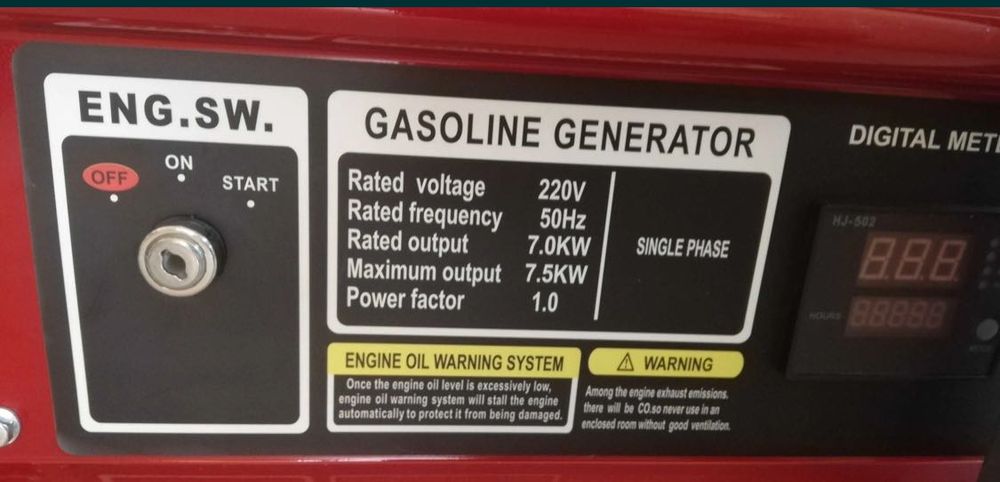 ENG.SW.
OFF
ON
START
GASOLINE GENERATOR
Rated voltage 220V
Rated frequency 50Hz
Rated output 7.0KW
Maximum output 7.5KW
Power factor 1.0
SINGLE PHASE
ENGINE OIL WARNING SYSTEM
Once the engine oil level is excessively low,
engine oil warning system will stall the engine
automatically to protect it from being damaged.
WARNING
Among the engine exhaust emissions.
there will be CO.so never use in an
enclosed room without good ventilation.
DIGITAL METE
HJ-502
HOURS